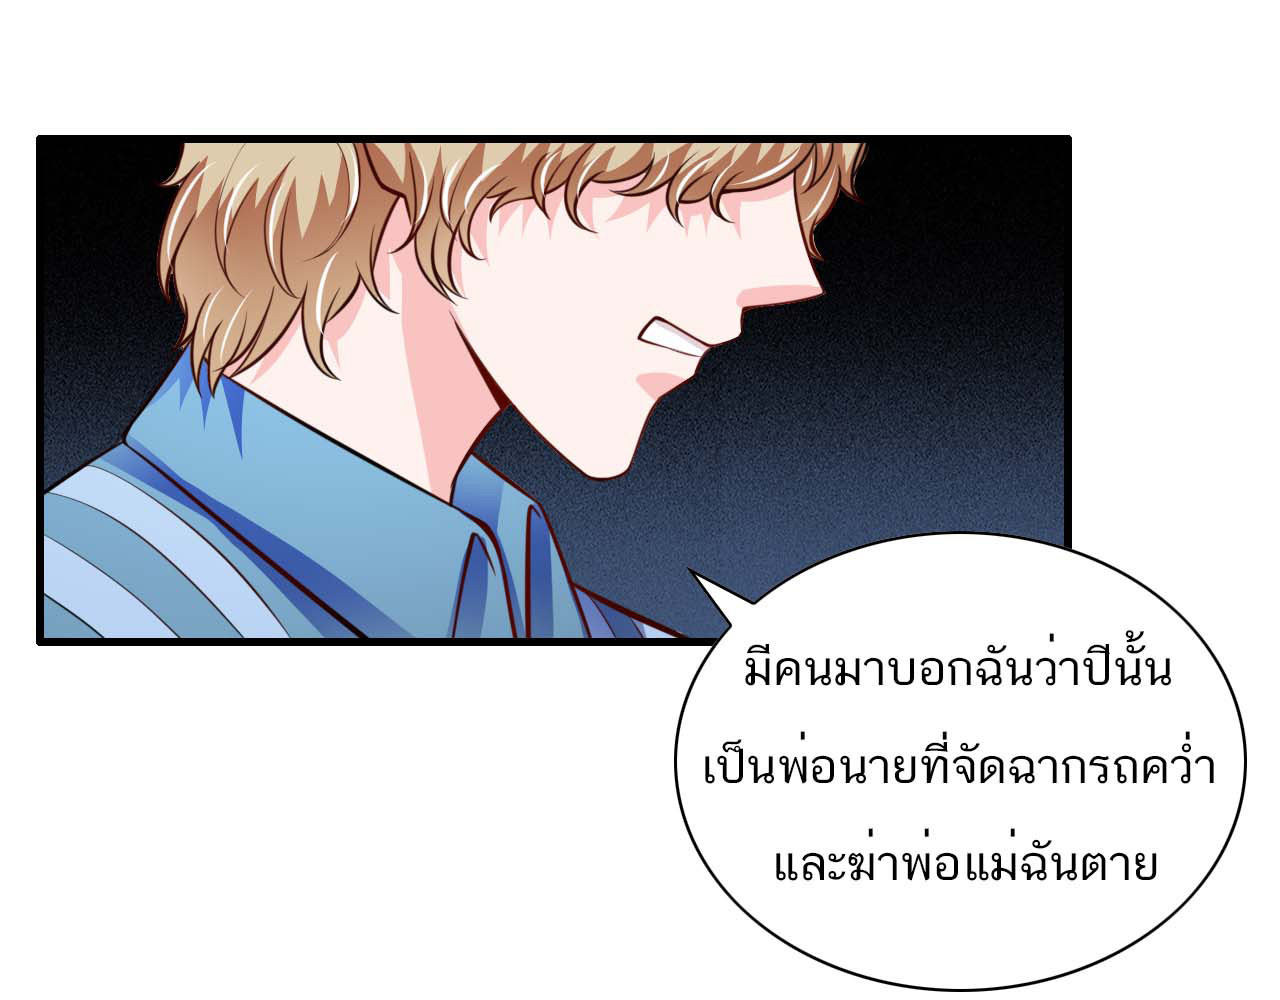 มีคนมาบอกฉันว่าปีนั้น
เป็นพ่อนายที่จัดฉากรถคว่ำ
และฆ่าพ่อแม่ฉันตาย